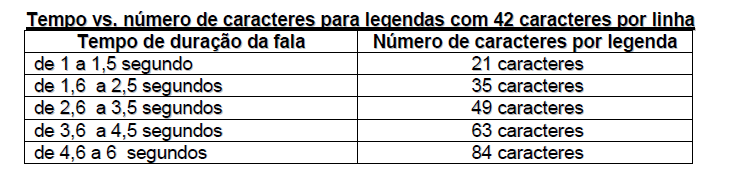 Tempo vs. número de caracteres para legendas com 42 caracteres por linha
Tempo de duração da fala Número de caracteres por legenda
de 1 a 1,5 segundo 21 caracteres
de 1,6 a 2,5 segundos 35 caracteres
de 2,6 a 3,5 segundos 49 caracteres
de 3,6 a 4,5 segundos 63 caracteres
de 4,6 a 6 segundos 84 caracteres